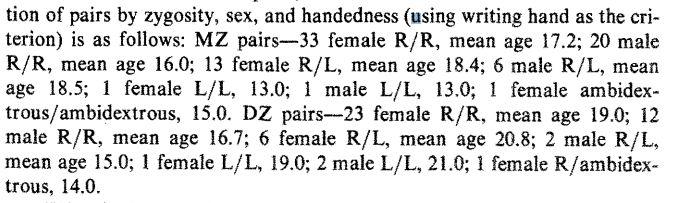 tion of pairs by zygosity, sex, and handedness (using writing hand as the cri-
terion) is as follows: MZ pairs—33 female R/R, mean age 17.2; 20 male
R/R, mean age 16.0; 13 female R/L, mean age 18.4; 6 male R/L, mean
age 18.5; 1 female L/L, 13.0; 1 male L/L, 13.0; 1 female ambidex-
trous/ambidextrous, 15.0. DZ pairs—23 female R/R, mean age 19.0; 12
male R/R, mean age 16.7; 6 female R/L, mean age 20.8; 2 male R/L,
mean age 15.0; 1 female L/L, 19.0; 2 male L/L, 21.0; 1 female R/ambidex-
trous, 14.0.